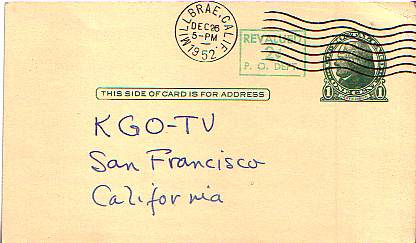 MILLBRAE, CALIF.
DEC 26
5-PM
1952
REVALUED
P. O. DEPT.
1 1
THIS SIDE OF CARD IS FOR ADDRESS
KGO-TV
San Francisco
California